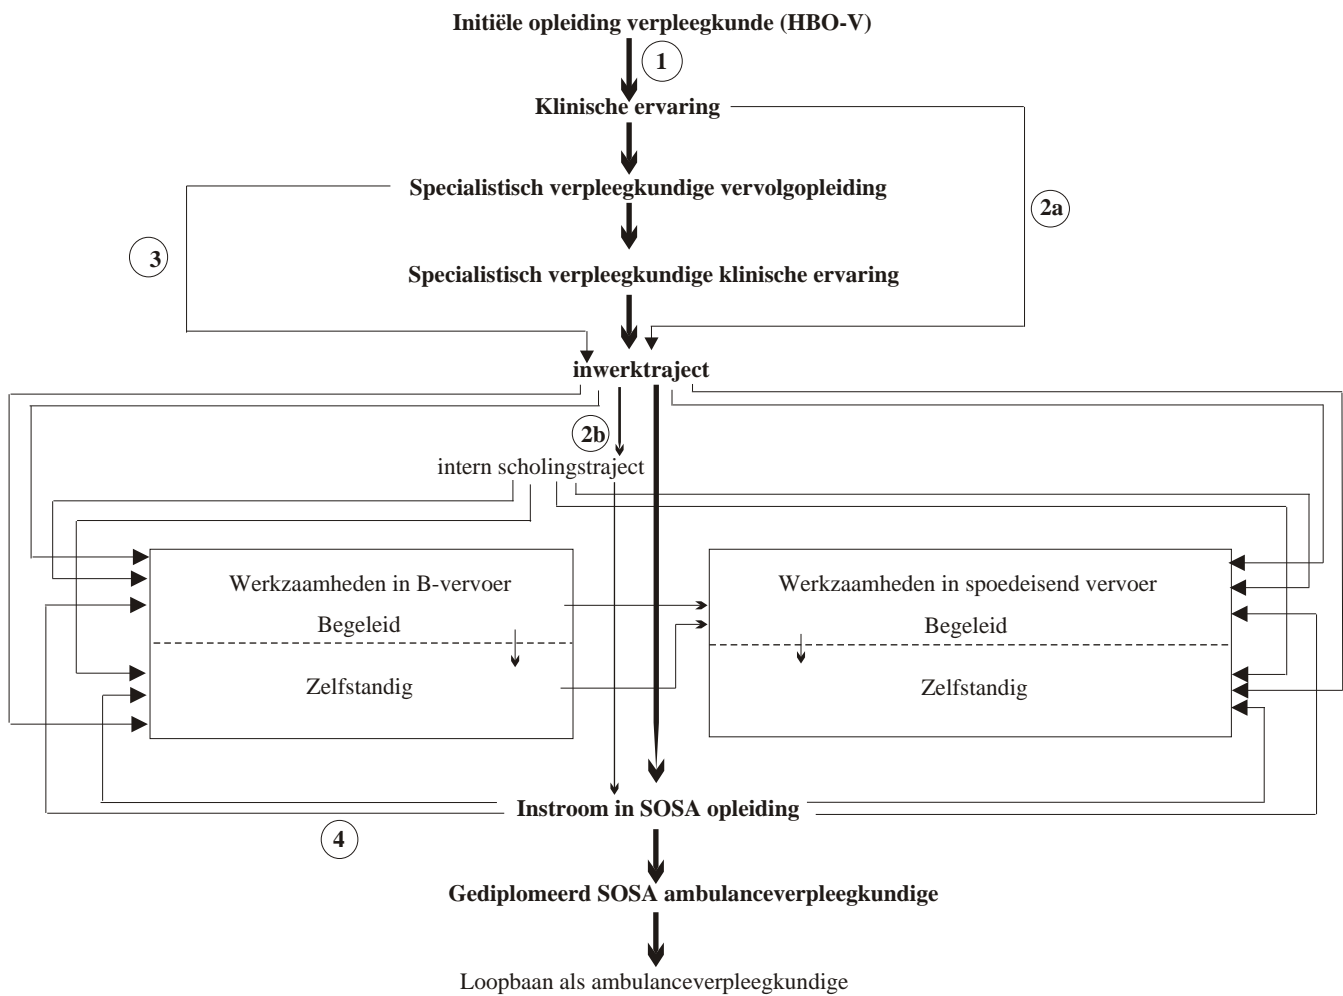 Initiële opleiding verpleegkunde (HBO-V)
1
Klinische ervaring
Specialistisch verpleegkundige vervolgopleiding
2a
3
Specialistisch verpleegkundige klinische ervaring
inwerktraject
2b
intern scholingstraject
Werkzaamheden in B-vervoer
Begeleid
Zelfstandig
Werkzaamheden in spoedeisend vervoer
Begeleid
Zelfstandig
Instroom in SOSA opleiding
4
Gediplomeerd SOSA ambulanceverpleegkundige
Loopbaan als ambulanceverpleegkundige